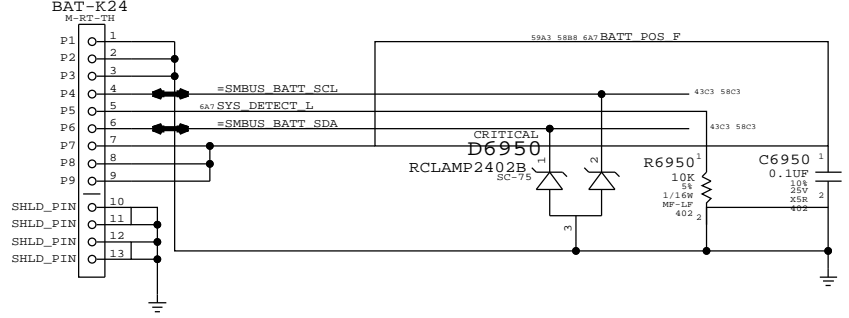 BAT-K24
M-RT-TH
P1 1
P2 2
P3 3
P4 4
P5 5
P6 6
P7 7
P8 8
P9 9
SHLD_PIN 10
SHLD_PIN 11
SHLD_PIN 12
SHLD_PIN 13
59A3 58B8 6A7 BATT_POS_F
=SMBUS_BATT_SCL
43C3 58C3
6A7 SYS_DETECT_L
=SMBUS_BATT_SDA
43C3 58C3
CRITICAL
D6950
RCLAMP2402B
SC-75
1
2
3
R6950
1
10K
5%
1/16W
MF-LF
402
2
C6950
1
0.1UF
10%
25V
X5R
402
2